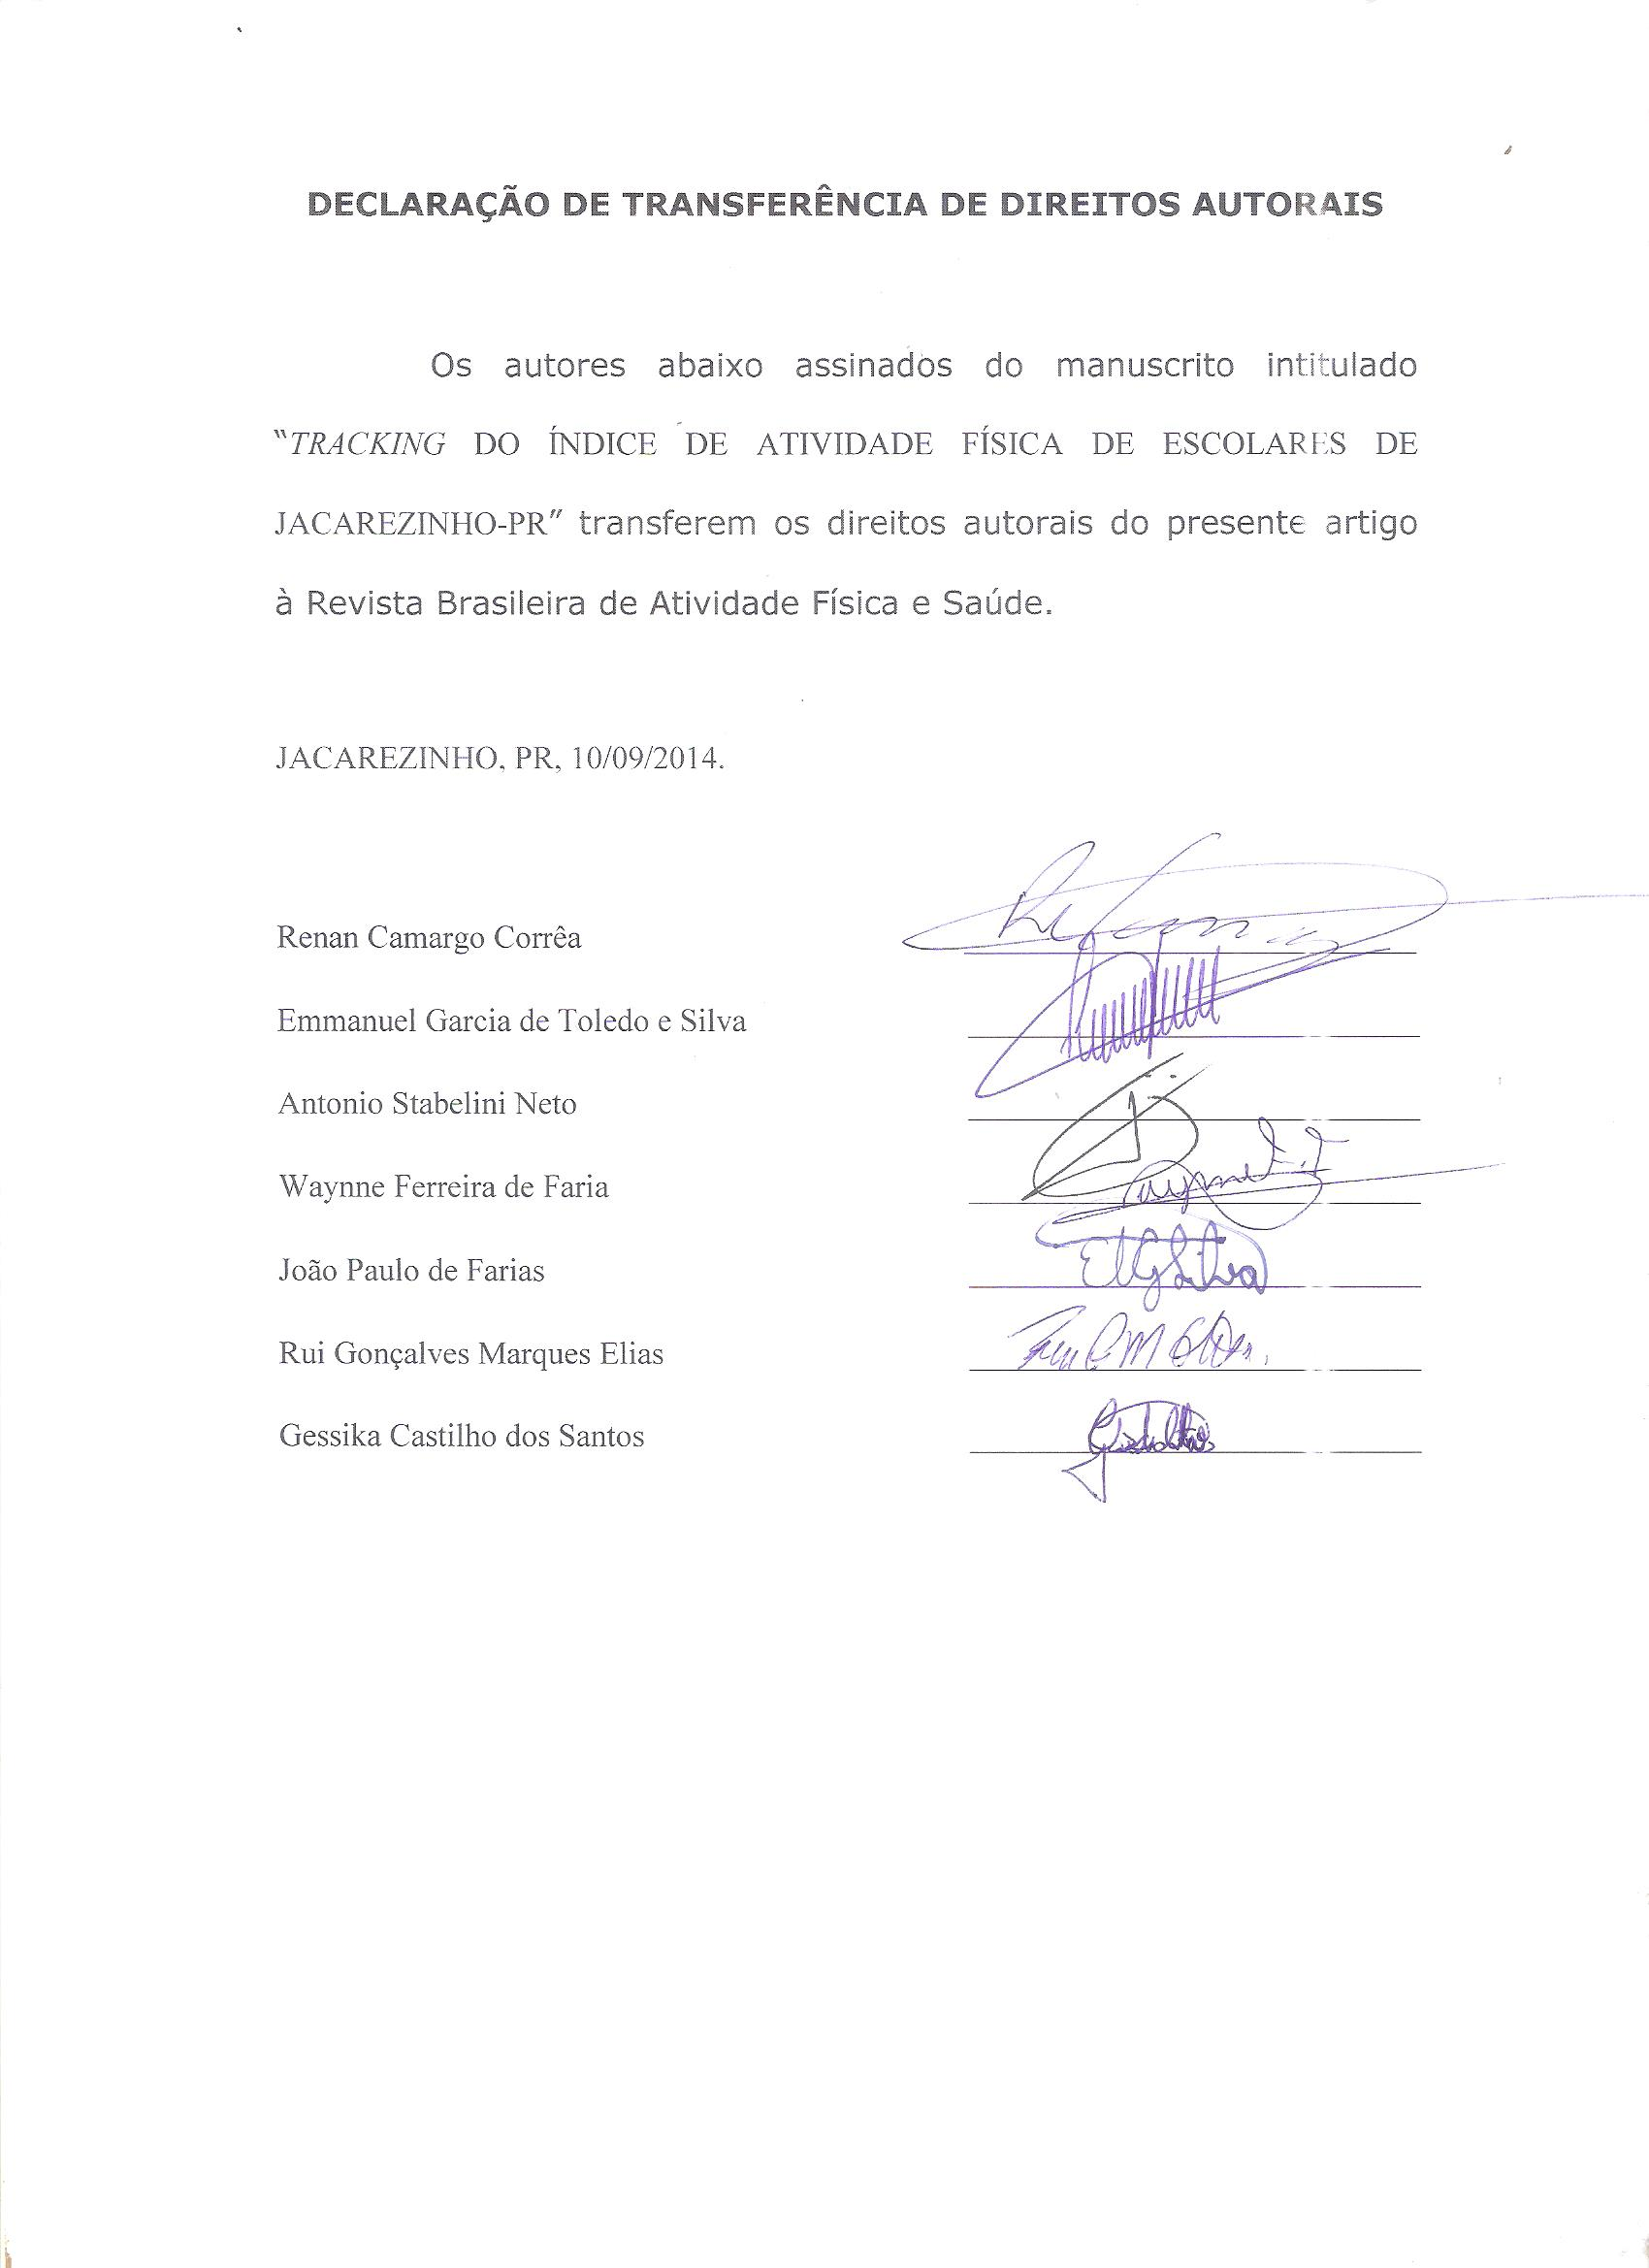 DECLARAÇÃO DE TRANSFERÊNCIA DE DIREITOS AUTORAIS
Os autores abaixo assinados do manuscrito intitulado
“TRACKING DO ÍNDICE DE ATIVIDADE FÍSICA DE ESCOLARES DE
JACAREZINHO-PR” transferem os direitos autorais do presente artigo
à Revista Brasileira de Atividade Física e Saúde.
JACAREZINHO, PR, 10/09/2014.
Renan Camargo Corrêa
Emmanuel Garcia de Toledo e Silva
Antonio Stabelini Neto
Waynne Ferreira de Faria
João Paulo de Farias
ETGSilva
Rui Gonçalves Marques Elias
Gessika Castilho dos Santos